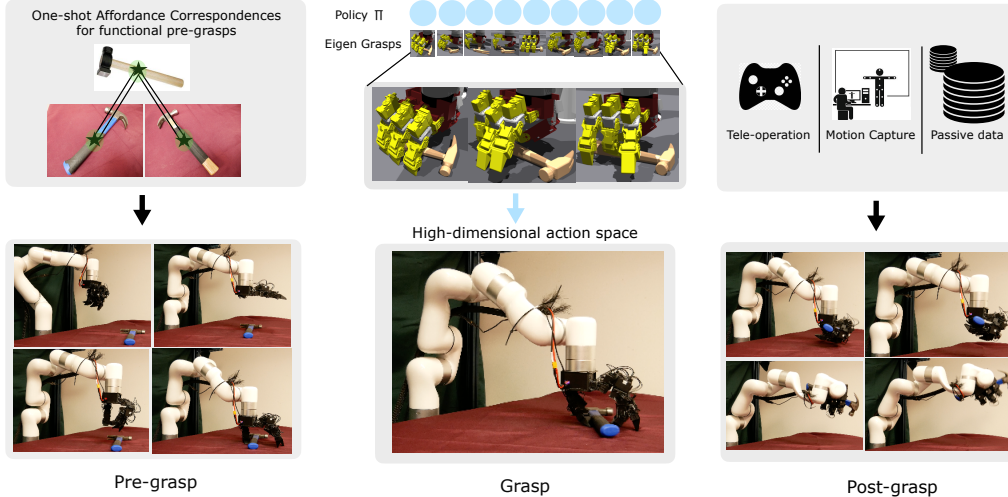 One-shot Affordance Correspondences
for functional pre-grasps
Policy Π
Eigen Grasps
Tele-operation
Motion Capture
Passive data
High-dimensional action space
Pre-grasp
Grasp
Post-grasp